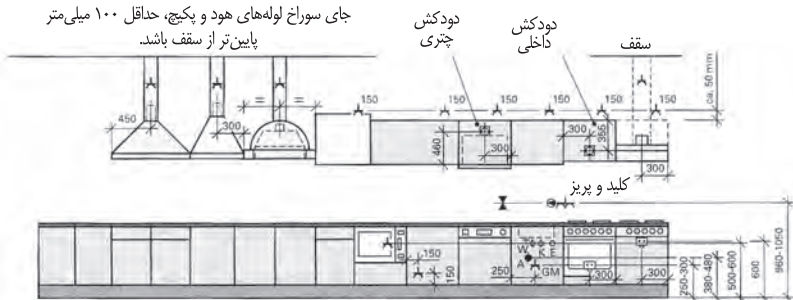 جای سوراخ لوله‌های هود و پکیج، حداقل ۱۰۰ میلی‌متر
پایین‌تر از سقف باشد.
دودکش
چتری
دودکش
داخلی
سقف
ca. 50 mm
150
150
150
150
150
150
450
300
=
=
460
300
300
355
300
کلید و پریز
W
K
E
A
GM
150
150
250
300
300
250-300
380-480
500-600
600
960-1050